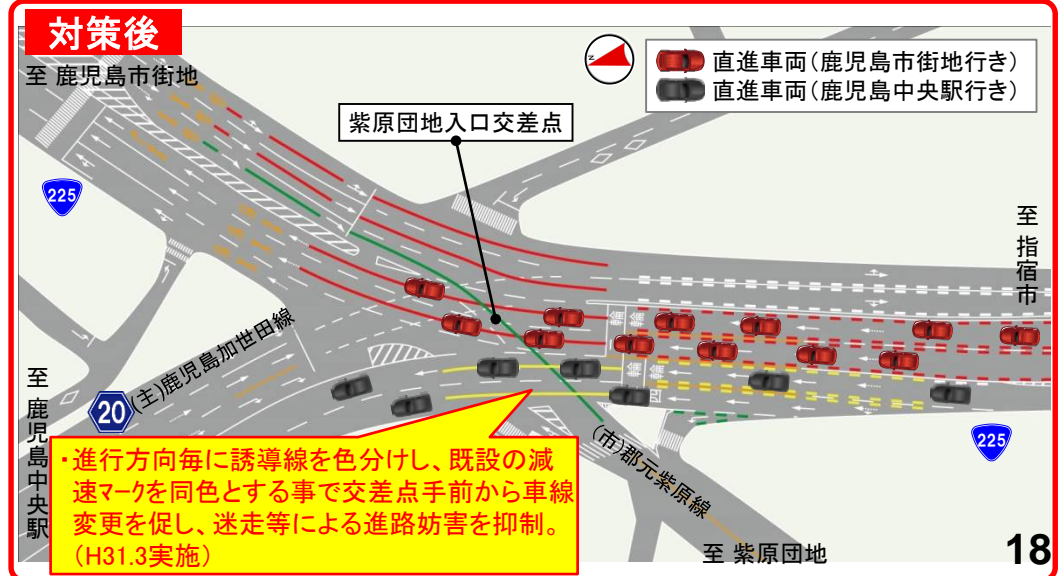 対策後
至 鹿児島市街地
N
直進車両(鹿児島市街地行き)
直進車両(鹿児島中央駅行き)
紫原団地入口交差点
225
至 指宿市
輪 輪
輪 輪
四
(主)鹿児島加世田線
20
至 鹿児島中央駅
225
(市)郡元紫原線
・進行方向毎に誘導線を色分けし、既設の減
速マークを同色とする事で交差点手前から車線
変更を促し、迷走等による進路妨害を抑制。
(H31.3実施)
至 紫原団地
18